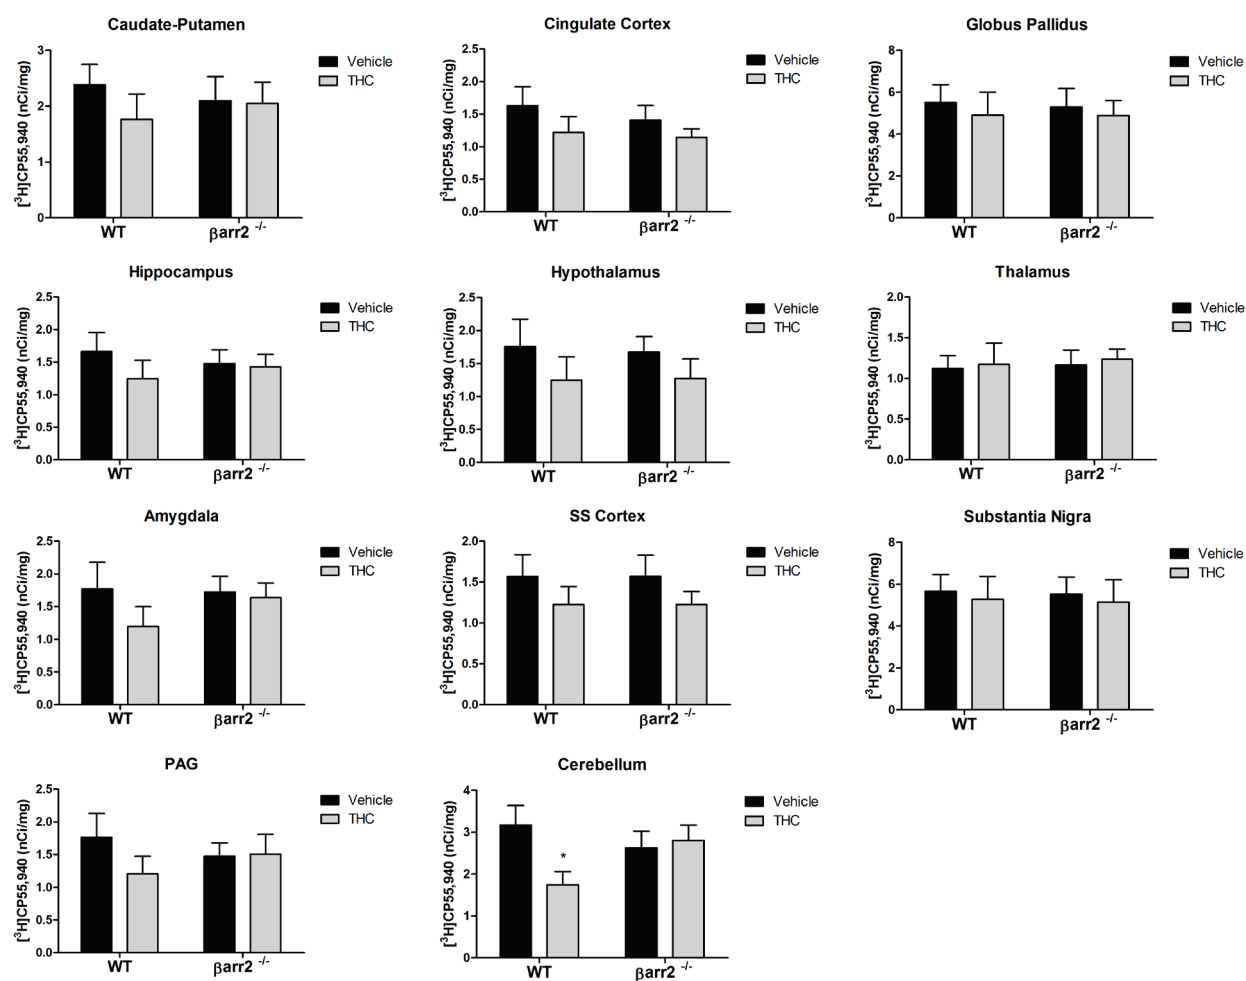 Caudate-Putamen
[³H]CP55,940 (nCi/mg)
3
2
1
0
WT
βarr2 -/-
Vehicle
THC
Cingulate Cortex
[³H]CP55,940 (nCi/mg)
2.5
2.0
1.5
1.0
0.5
0.0
WT
βarr2 -/-
Vehicle
THC
Globus Pallidus
[³H]CP55,940 (nCi/mg)
8
6
4
2
0
WT
βarr2 -/-
Vehicle
THC
Hippocampus
[³H]CP55,940 (nCi/mg)
2.5
2.0
1.5
1.0
0.5
0.0
WT
βarr2 -/-
Vehicle
THC
Hypothalamus
[³H]CP55,940 (nCi/mg)
2.5
2.0
1.5
1.0
0.5
0.0
WT
βarr2 -/-
Vehicle
THC
Thalamus
[³H]CP55,940 (nCi/mg)
2.0
1.5
1.0
0.5
0.0
WT
βarr2 -/-
Vehicle
THC
Amygdala
[³H]CP55,940 (nCi/mg)
2.5
2.0
1.5
1.0
0.5
0.0
WT
βarr2 -/-
Vehicle
THC
SS Cortex
[³H]CP55,940 (nCi/mg)
2.0
1.5
1.0
0.5
0.0
WT
βarr2 -/-
Vehicle
THC
Substantia Nigra
[³H]CP55,940 (nCi/mg)
8
6
4
2
0
WT
βarr2 -/-
Vehicle
THC
PAG
[³H]CP55,940 (nCi/mg)
2.5
2.0
1.5
1.0
0.5
0.0
WT
βarr2 -/-
Vehicle
THC
Cerebellum
[³H]CP55,940 (nCi/mg)
4
3
2
1
0
*
WT
βarr2 -/-
Vehicle
THC